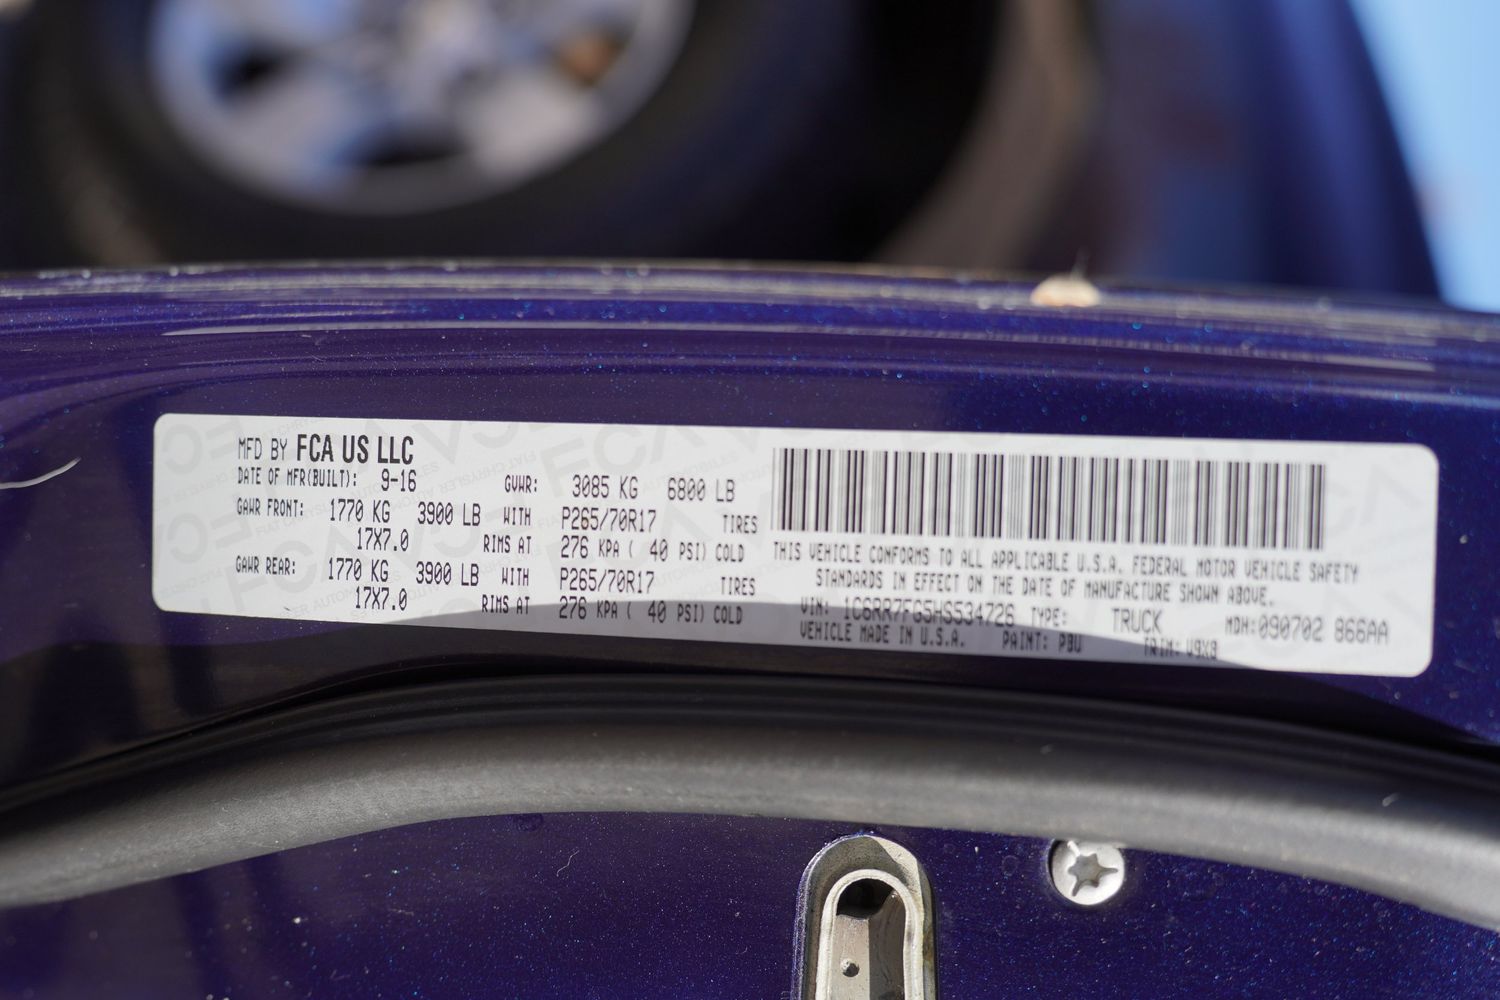 MFD BY FCA US LLC
DATE OF MFR(BUILT): 9-16 GVWR: 3085 KG 6800 LB
GAWR FRONT: 1770 KG 3900 LB WITH P265/70R17 TIRES
17X7.0 RIMS AT 276 KPA ( 40 PSI) COLD
GAWR REAR: 1770 KG 3900 LB WITH P265/70R17 TIRES
17X7.0 RIMS AT 276 KPA ( 40 PSI) COLD
THIS VEHICLE CONFORMS TO ALL APPLICABLE U.S.A. FEDERAL MOTOR VEHICLE SAFETY
STANDARDS IN EFFECT ON THE DATE OF MANUFACTURE SHOWN ABOVE.
VIN: 1C6RR7FG5HS534726 TYPE: TRUCK MDH:090702 866AA
VEHICLE MADE IN U.S.A. PAINT: PBU TRIM: V9X8